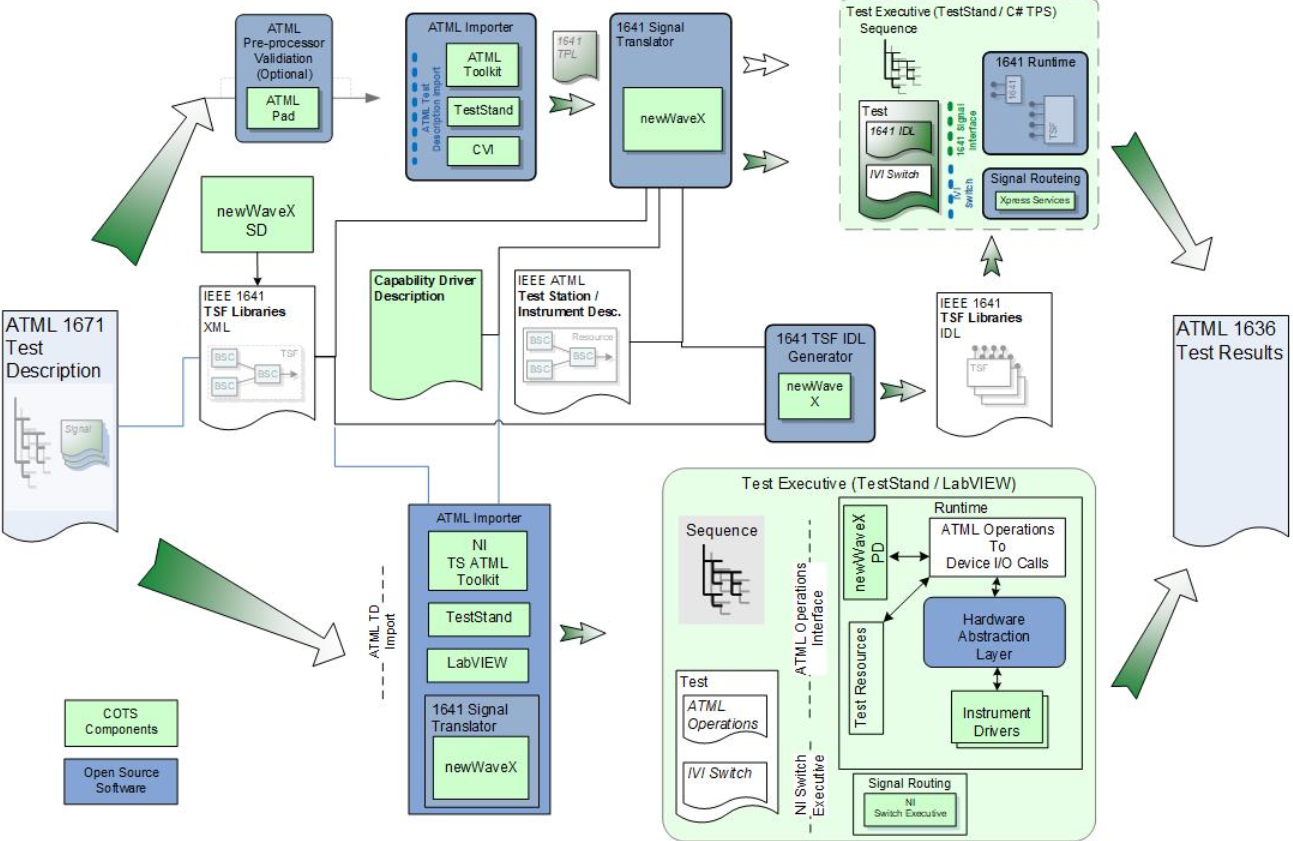 ATML
Pre-processor
Validation
(Optional)
ATML
Pad
ATML Importer
ATML Test
Description Import
ATML
Toolkit
TestStand
CVI
1641
TPL
1641 Signal
Translator
newWaveX
Test Executive (TestStand / C# TPS)
Sequence
Test
1641 IDL
IVI Switch
1641 Signal
Interface
IVI
switch
1641 Runtime
1641
TSF
Signal Routeing
Xpress Services
newWaveX
SD
IEEE 1641
TSF Libraries
XML
BSC
TSF
BSC
BSC
Capability Driver
Description
IEEE ATML
Test Station /
Instrument Desc.
BSC
Resource
BSC
BSC
1641 TSF IDL
Generator
newWave
X
IEEE 1641
TSF Libraries
IDL
TSF
ATML 1671
Test
Description
Signal
ATML 1636
Test Results
ATML TD
Import
ATML Importer
NI
TS ATML
Toolkit
TestStand
LabVIEW
1641 Signal
Translator
newWaveX
Test Executive (TestStand / LabVIEW)
Sequence
ATML Operations
Interface
Test
ATML
Operations
IVI Switch
NI Switch
Executive
Runtime
newWaveX
PD
ATML Operations
To
Device I/O Calls
Test Resources
Hardware
Abstraction
Layer
Instrument
Drivers
Signal Routing
NI
Switch Executive
COTS
Components
Open Source
Software